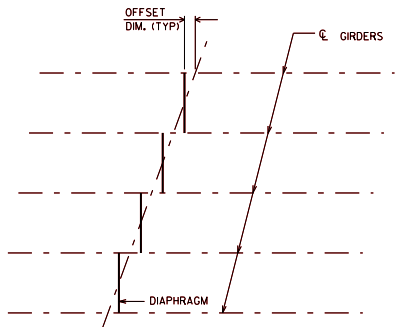 OFFSET
DIM. (TYP)
℄ GIRDERS
DIAPHRAGM